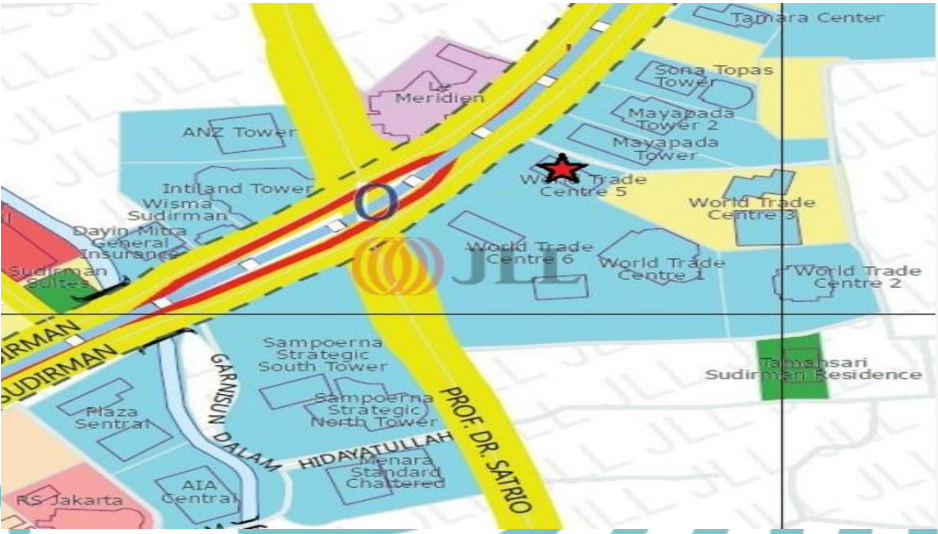 Tamara Center
Sona Topas
Tower
Le
Meridien
Mayapada
Tower 2
ANZ Tower
Mayapada
Tower
Intiland Tower
World Trade
Centre 5
Wisma
Sudirman
World Trade
Centre 3
Dayin Mitra
General
Insurance
World Trade
Centre 6
World Trade
Centre 1
World Trade
Centre 2
Sudirman
Suites
JLL
SUDIRMAN
Sampoerna
Strategic
South Tower
Tamansari
Sudirman Residence
GARNISUN DALAM
Plaza
Sentral
Sampoerna
Strategic
North Tower
PROF. DR. SATRIO
HIDAYATULLAH
Menara
Standard
Chartered
AIA
Central
RS Jakarta